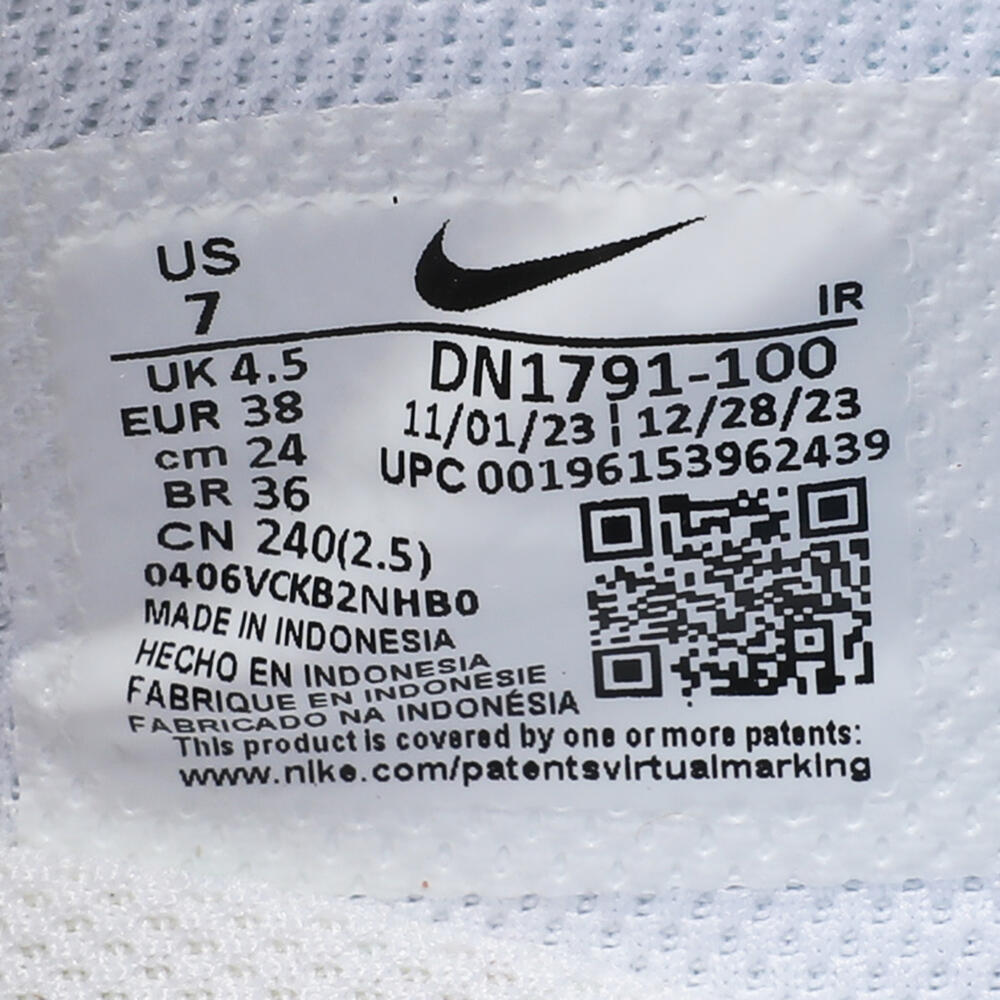 US
7
IR
UK 4.5
EUR 38
cm 24
BR 36
CN 240(2.5)
DN1791-100
11/01/23 ¦ 12/28/23
UPC 00196153962439
0406VCKB2NHB0
MADE IN INDONESIA
HECHO EN INDONESIA
FABRIQUE EN INDONESIE
FABRICADO NA INDONÉSIA
This product is covered by one or more patents:
www.nike.com/patentsvirtualmarking